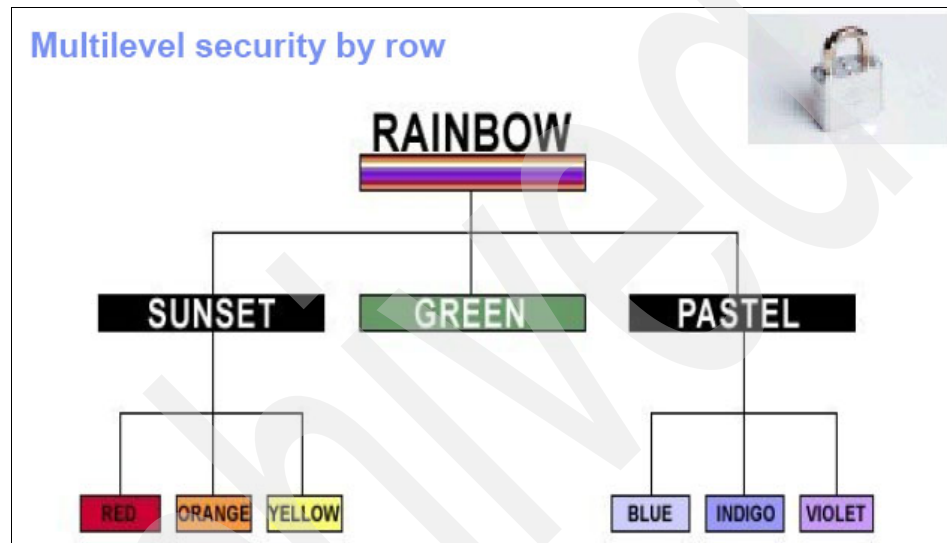 Multilevel security by row
RAINBOW
SUNSET GREEN PASTEL
RED ORANGE YELLOW BLUE INDIGO VIOLET